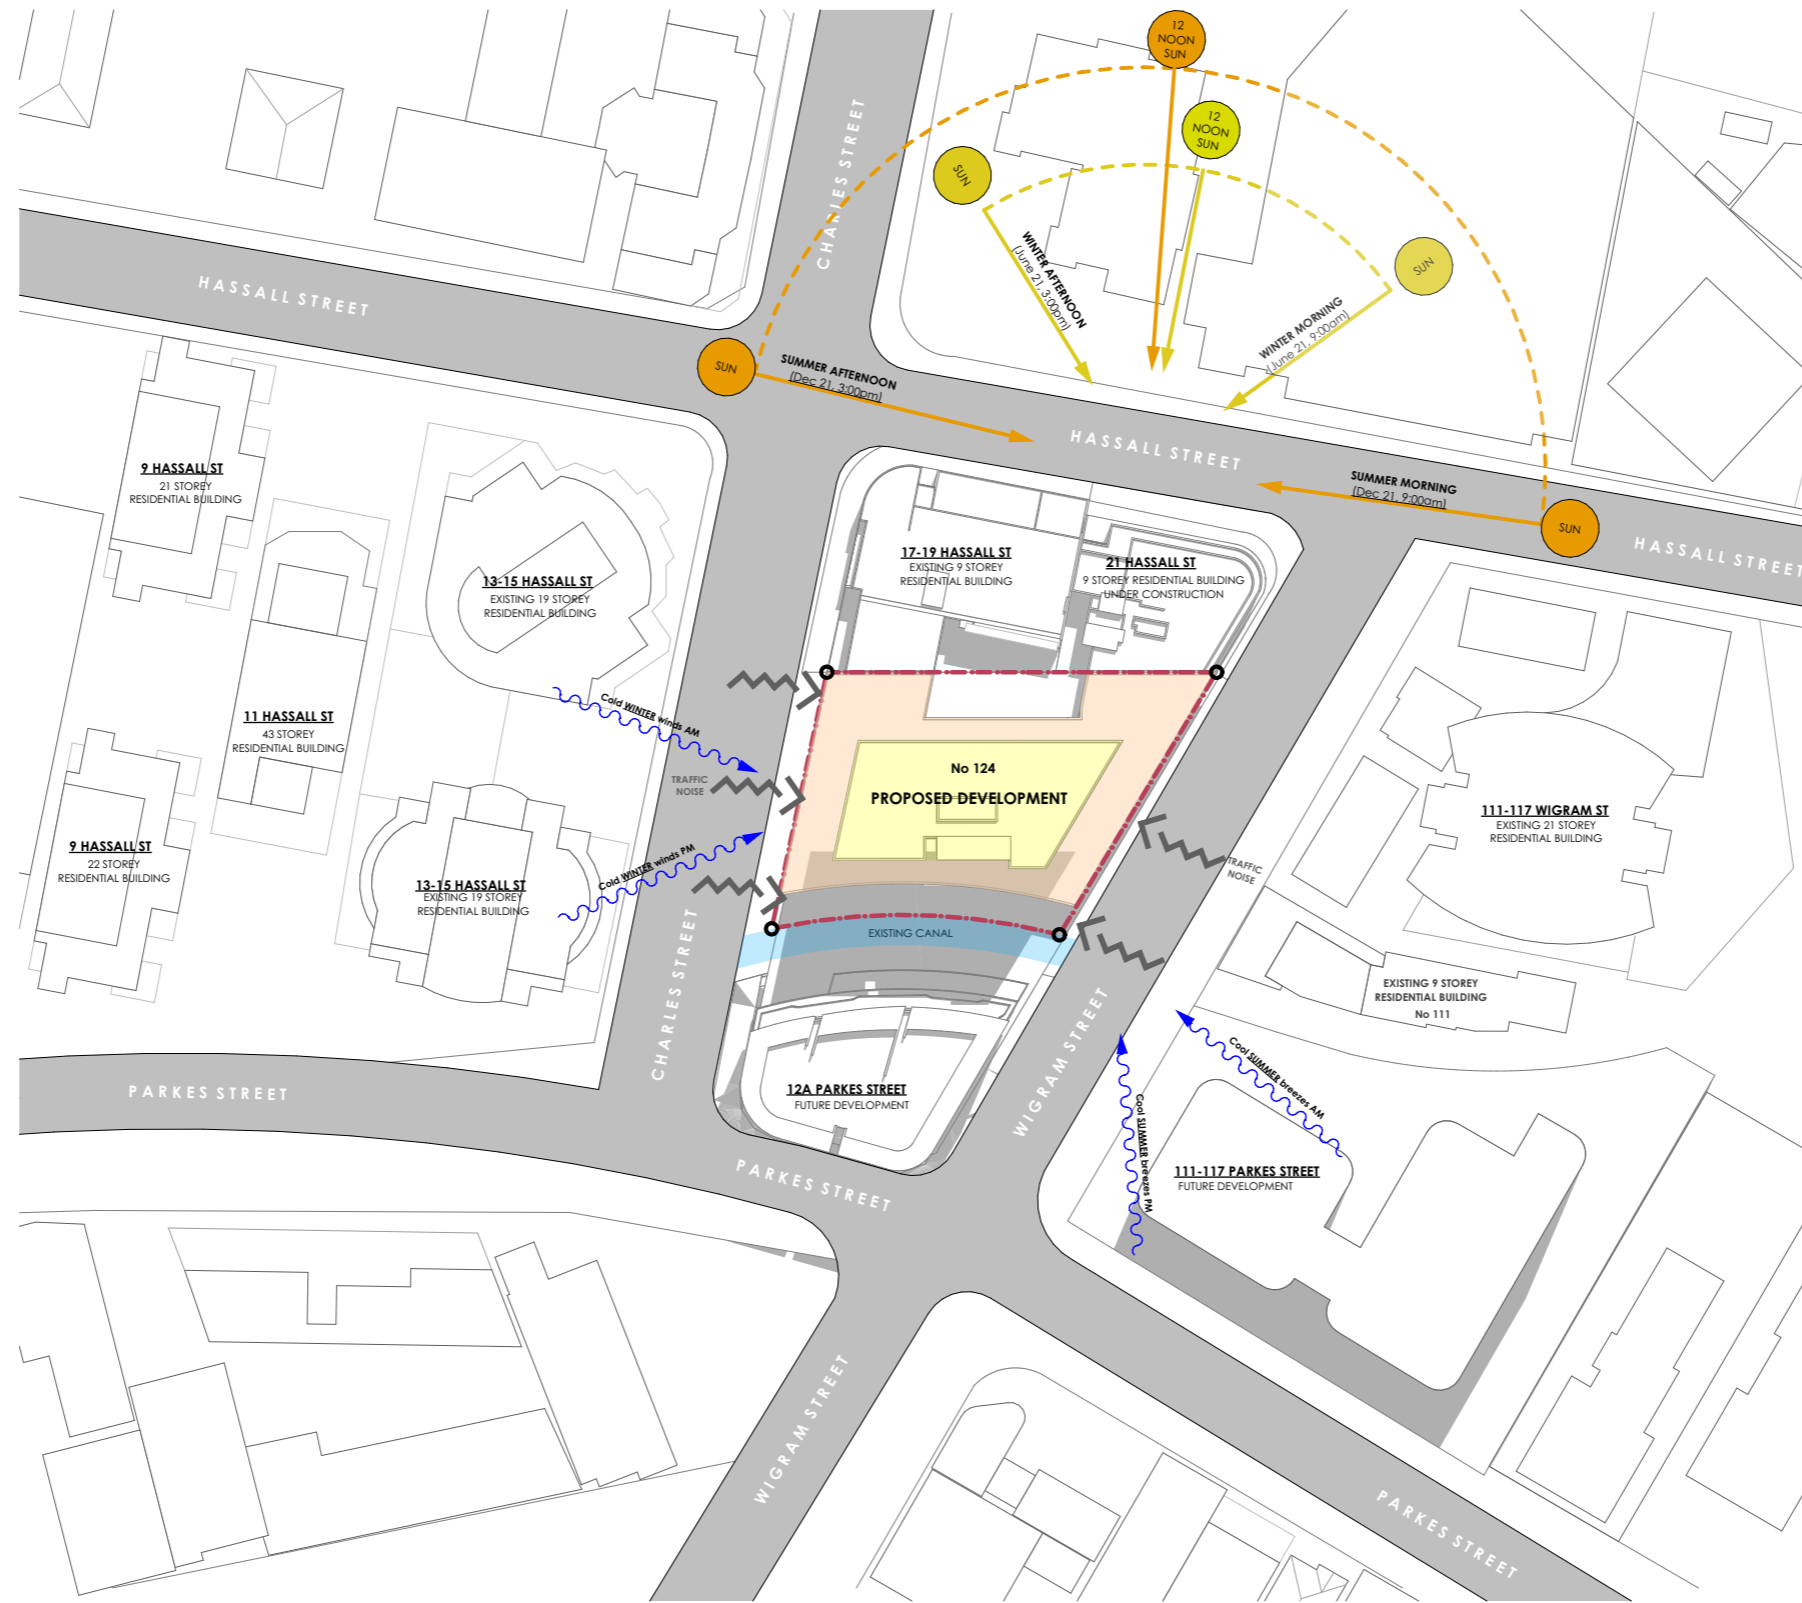 12
NOON
SUN
12
NOON
SUN
SUN
SUN
CHARLES STREET
WINTER AFTERNOON
(June 21, 3:00pm)
WINTER MORNING
(June 21, 9:00am)
HASSALL STREET
SUN
SUMMER AFTERNOON
(Dec 21, 3:00pm)
HASSALL STREET
SUMMER MORNING
(Dec 21, 9:00am)
SUN
HASSALL STREET
9 HASSALL ST
21 STOREY
RESIDENTIAL BUILDING
13-15 HASSALL ST
EXISTING 19 STOREY
RESIDENTIAL BUILDING
17-19 HASSALL ST
EXISTING 9 STOREY
RESIDENTIAL BUILDING
21 HASSALL ST
9 STOREY RESIDENTIAL BUILDING
UNDER CONSTRUCTION
11 HASSALL ST
43 STOREY
RESIDENTIAL BUILDING
Cold WINTER winds AM
TRAFFIC
NOISE
No 124
PROPOSED DEVELOPMENT
111-117 WIGRAM ST
EXISTING 21 STOREY
RESIDENTIAL BUILDING
9 HASSALL ST
22 STOREY
RESIDENTIAL BUILDING
13-15 HASSALL ST
EXISTING 19 STOREY
RESIDENTIAL BUILDING
Cold WINTER winds PM
TRAFFIC
NOISE
EXISTING CANAL
CHARLES STREET
EXISTING 9 STOREY
RESIDENTIAL BUILDING
No 111
WIGRAM STREET
Cool SUMMER breezes AM
Cool SUMMER breezes PM
PARKES STREET
12A PARKES STREET
FUTURE DEVELOPMENT
PARKES STREET
111-117 PARKES STREET
FUTURE DEVELOPMENT
WIGRAM STREET
PARKES STREET